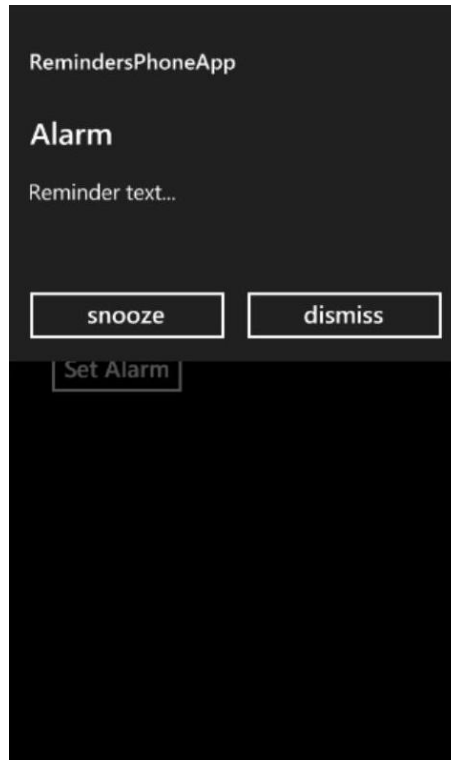 RemindersPhoneApp
Alarm
Reminder text...
snooze dismiss
Set Alarm